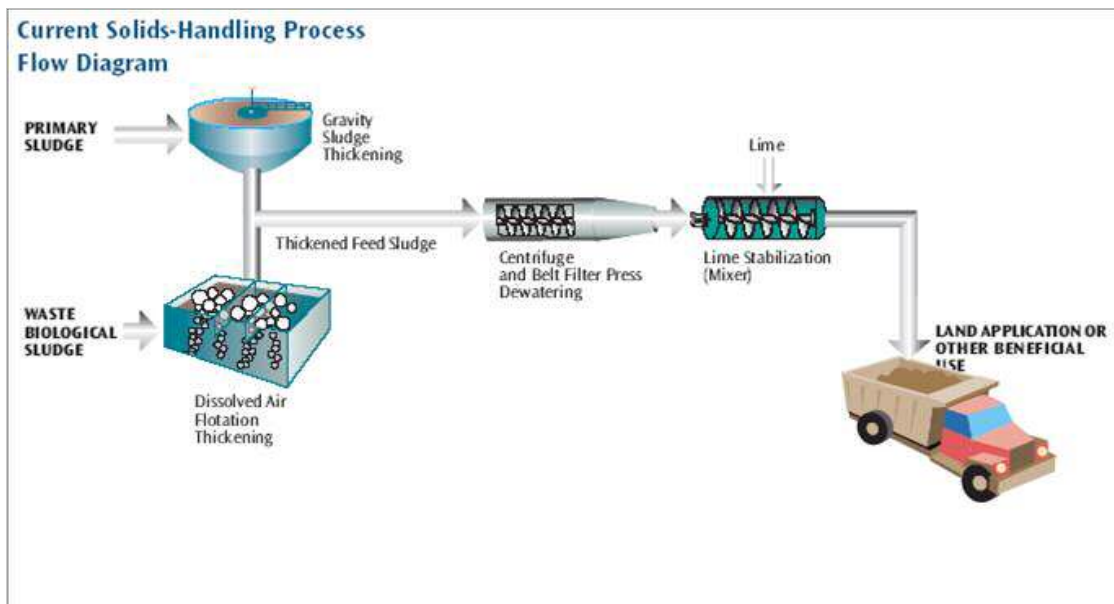 Current Solids-Handling Process
Flow Diagram
PRIMARY
SLUDGE
Gravity
Sludge
Thickening
Lime
Thickened Feed Sludge
Centrifuge
and Belt Filter Press
Dewatering
Lime Stabilization
(Mixer)
WASTE
BIOLOGICAL
SLUDGE
LAND APPLICATION OR
OTHER BENEFICIAL
USE
Dissolved Air
Flotation
Thickening